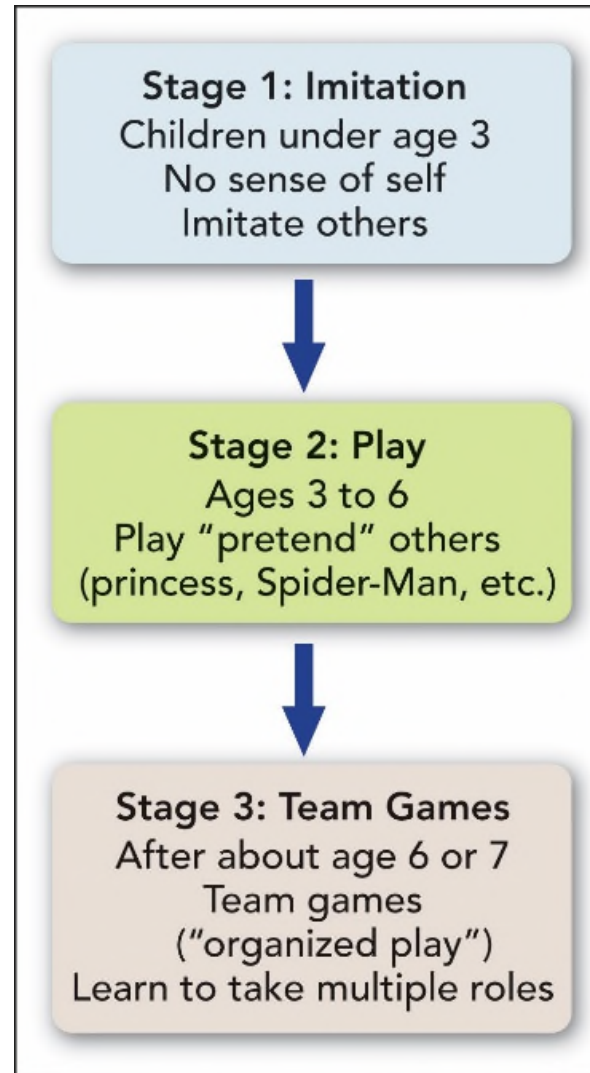 Stage 1: Imitation
Children under age 3
No sense of self
Imitate others
Stage 2: Play
Ages 3 to 6
Play “pretend” others
(princess, Spider-Man, etc.)
Stage 3: Team Games
After about age 6 or 7
Team games
(“organized play”)
Learn to take multiple roles